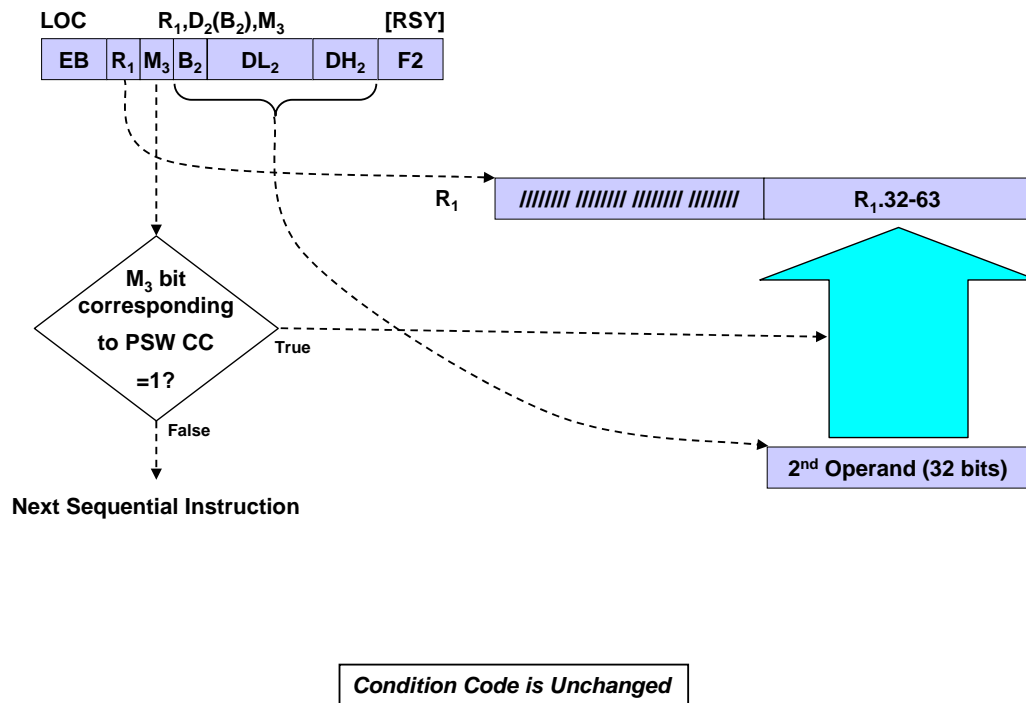 LOC R₁,D₂(B₂),M₃ [RSY]
EB R₁ M₃ B₂ DL₂ DH₂ F2
R₁ //////// //////// //////// //////// R₁.32-63
M₃ bit
corresponding
to PSW CC
=1?
True
False
2ⁿᵈ Operand (32 bits)
Next Sequential Instruction
Condition Code is Unchanged